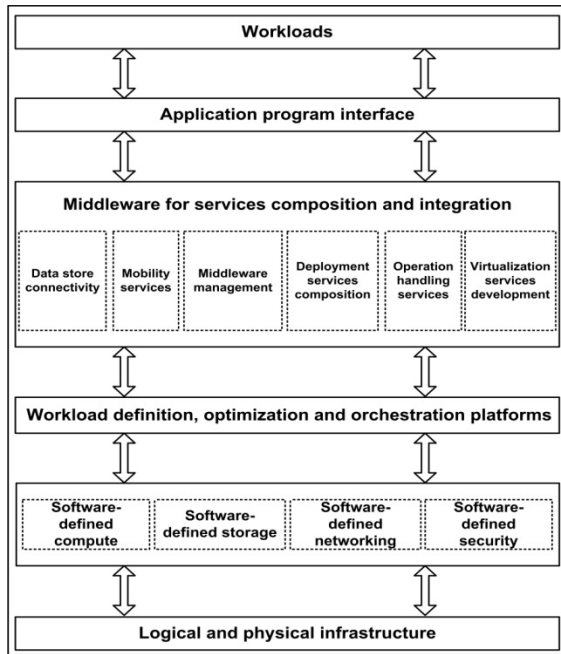 Workloads
Application program interface
Middleware for services composition and integration
Data store
connectivity
Mobility
services
Middleware
management
Deployment
services
composition
Operation
handling
services
Virtualization
services
development
Workload definition, optimization and orchestration platforms
Software-
defined
compute
Software-
defined storage
Software-
defined
networking
Software-
defined
security
Logical and physical infrastructure